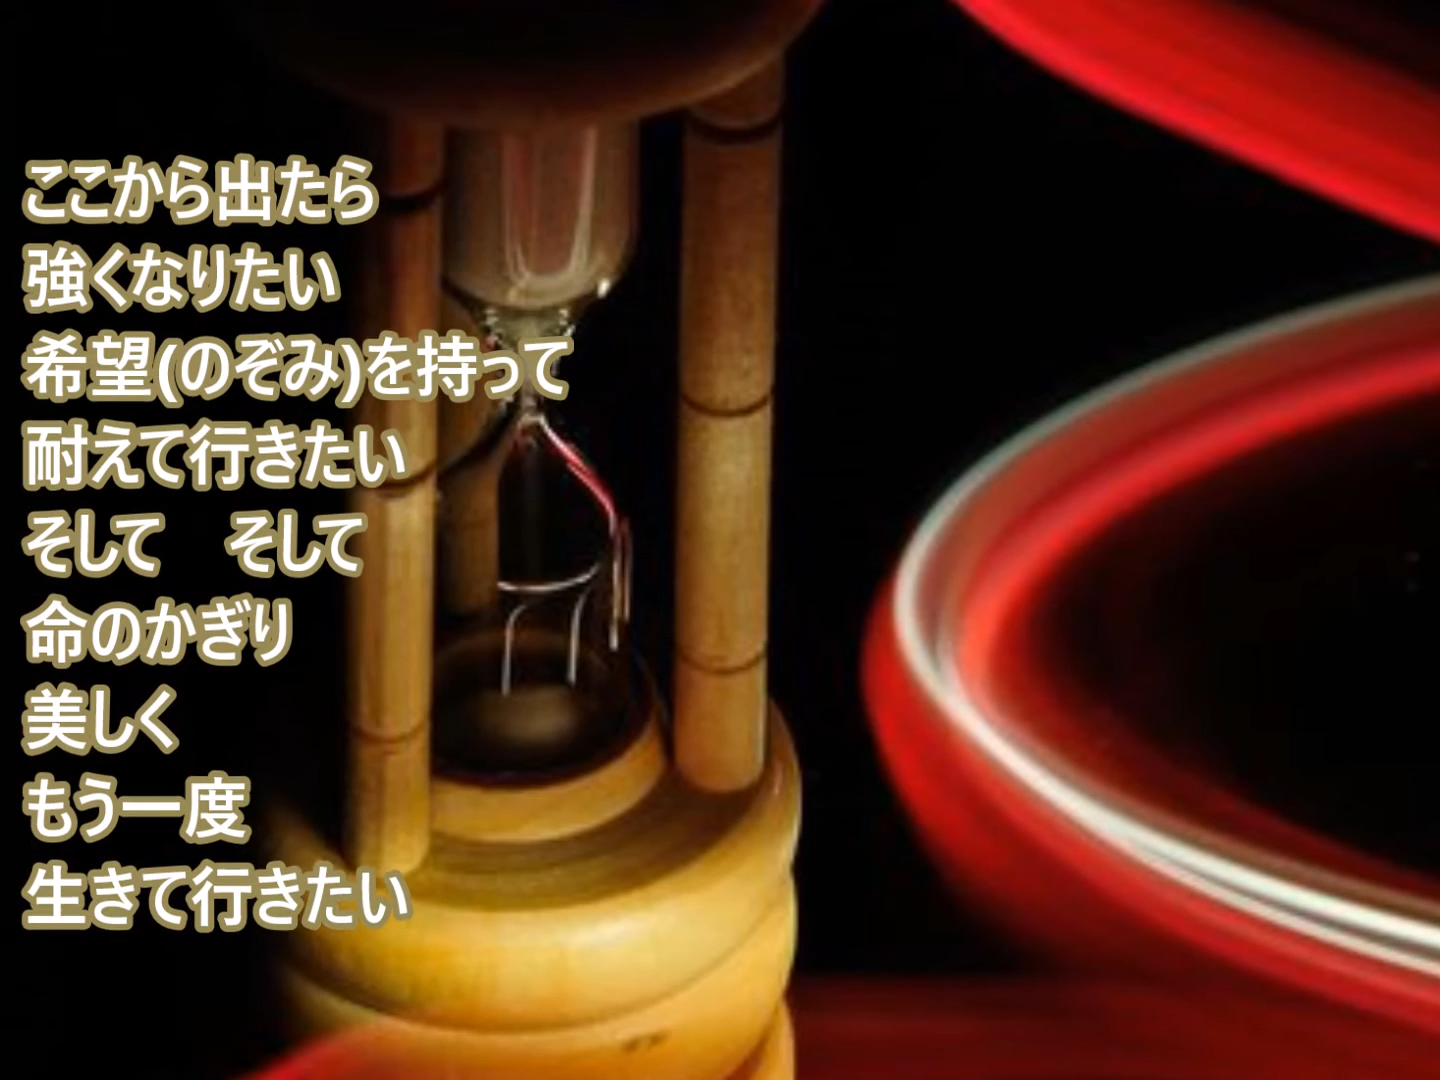 ここから出たら
強くなりたい
希望(のぞみ)を持って
耐えて行きたい
そして　そして
命のかぎり
美しく
もう一度
生きて行きたい